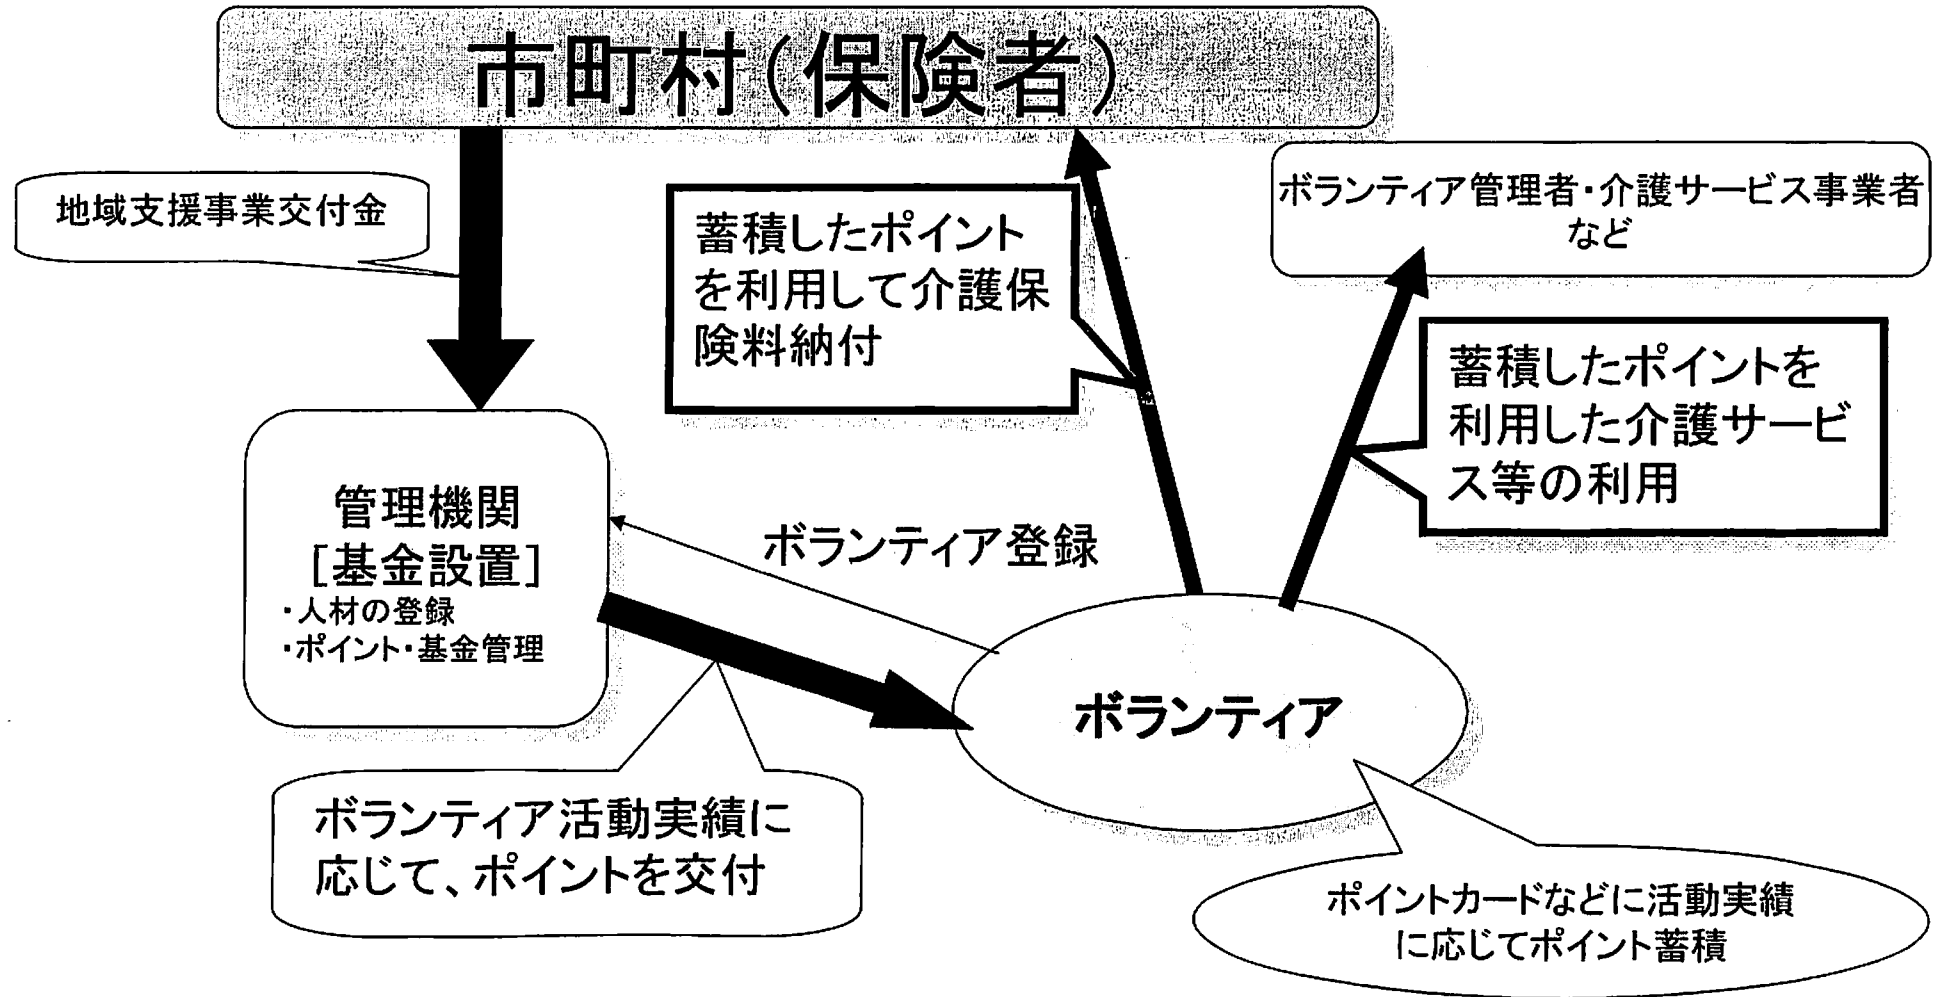 市町村（保険者）
地域支援事業交付金
蓄積したポイント
を利用して介護保
険料納付
ボランティア管理者・介護サービス事業者
など
蓄積したポイントを
利用した介護サービ
ス等の利用
管理機関
［基金設置］
・人材の登録
・ポイント・基金管理
ボランティア登録
ボランティア
ボランティア活動実績に
応じて、ポイントを交付
ポイントカードなどに活動実績
に応じてポイント蓄積